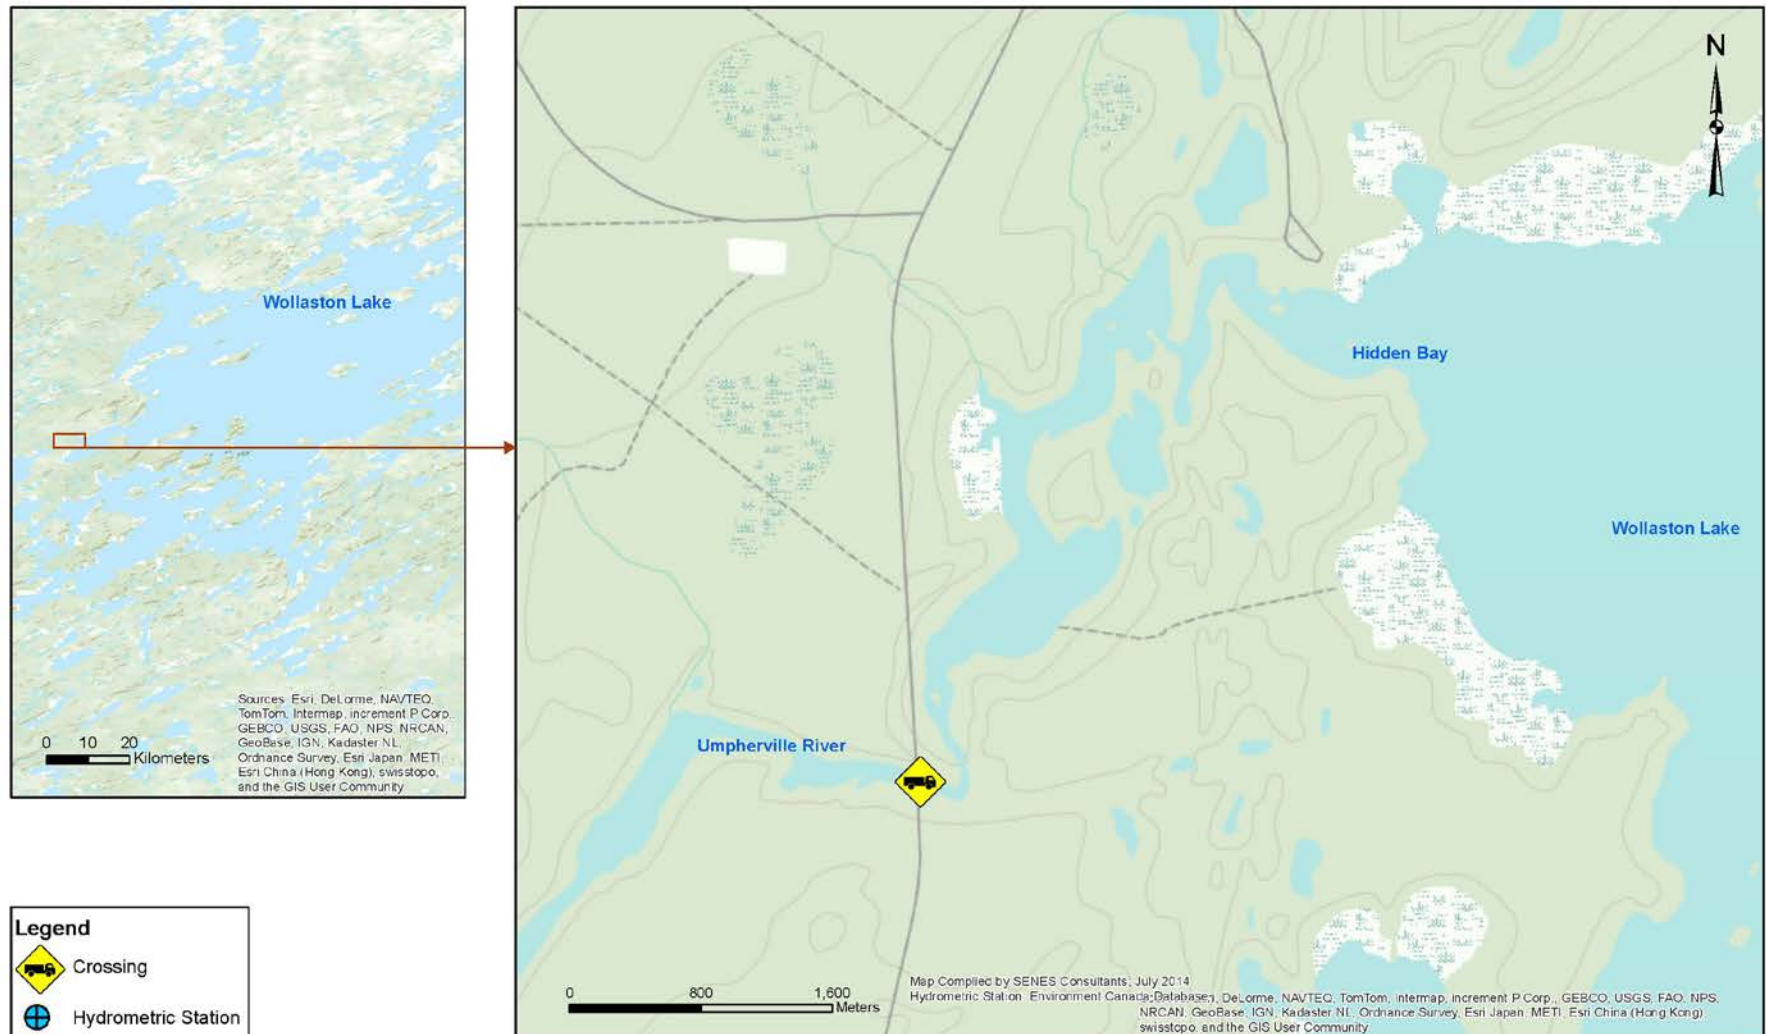 Wollaston Lake
Sources: Esri, DeLorme, NAVTEQ,
TomTom, Intermap, increment P Corp.,
GEBCO, USGS, FAO, NPS, NRCAN,
GeoBase, IGN, Kadaster NL,
Ordnance Survey, Esri Japan, METI,
Esri China (Hong Kong), swisstopo,
and the GIS User Community
0 10 20
Kilometers
N
Hidden Bay
Wollaston Lake
Umpherville River
0 800 1,600
Meters
Map Complied by SENES Consultants, July 2014
Hydrometric Station: Environment Canada Database
DeLorme, NAVTEQ, TomTom, Intermap, increment P Corp., GEBCO, USGS, FAO, NPS,
NRCAN, GeoBase, IGN, Kadaster NL, Ordnance Survey, Esri Japan, METI, Esri China (Hong Kong),
swisstopo, and the GIS User Community
Legend
Crossing
Hydrometric Station